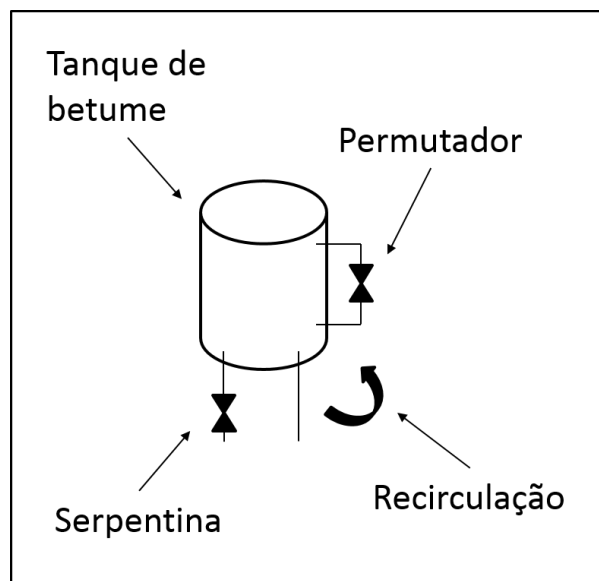 Tanque de
betume
Permutador
Serpentina
Recirculação